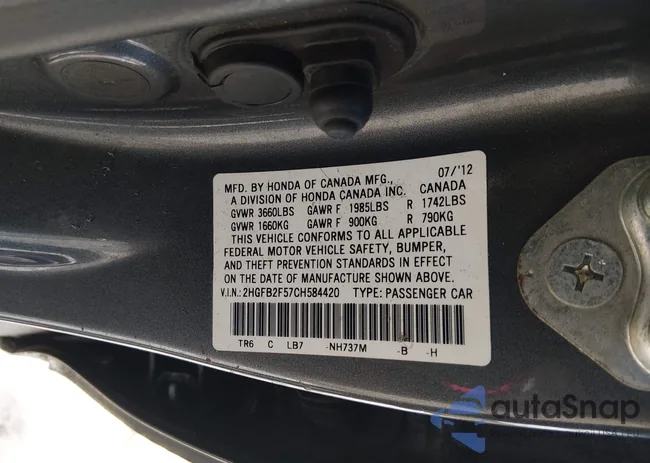 MFD. BY HONDA OF CANADA MFG., 07/'12
A DIVISION OF HONDA CANADA INC. CANADA
GVWR 3660LBS GAWR F 1985LBS R 1742LBS
GVWR 1660KG GAWR F 900KG R 790KG
THIS VEHICLE CONFORMS TO ALL APPLICABLE
FEDERAL MOTOR VEHICLE SAFETY, BUMPER,
AND THEFT PREVENTION STANDARDS IN EFFECT
ON THE DATE OF MANUFACTURE SHOWN ABOVE.
V.I.N.: 2HGFB2F57CH584420 TYPE: PASSENGER CAR
TR6 C LB7 -NH737M -B -H
autaSnap